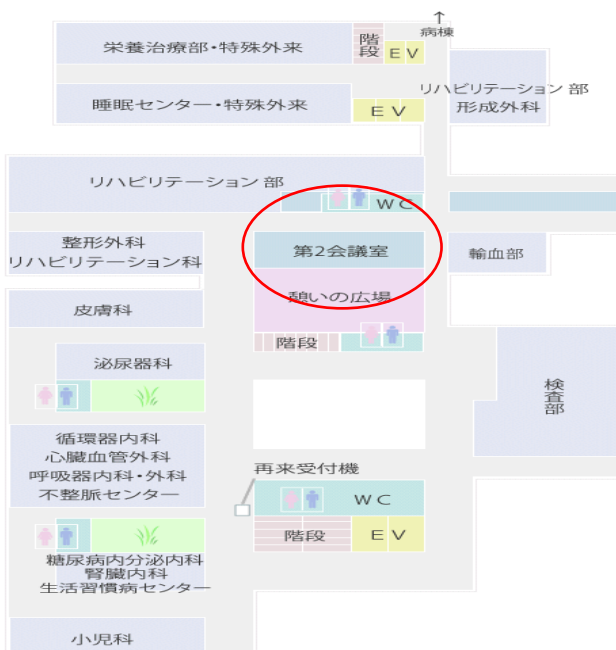 ↑
病棟
栄養治療部・特殊外来
階段
EV
リハビリテーション部
形成外科
睡眠センター・特殊外来
EV
リハビリテーション部
WC
整形外科
リハビリテーション科
第2会議室
輸血部
憩いの広場
皮膚科
階段
泌尿器科
検査部
循環器内科
心臓血管外科
呼吸器内科・外科
不整脈センター
再来受付機
WC
階段
EV
糖尿病内分泌内科
腎臓内科
生活習慣病センター
小児科